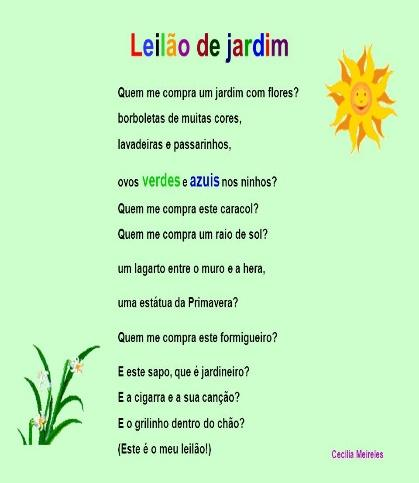 Leilão de jardim
Quem me compra um jardim com flores?
borboletas de muitas cores,
lavadeiras e passarinhos,
ovos verdes e azuis nos ninhos?
Quem me compra este caracol?
Quem me compra um raio de sol?
um lagarto entre o muro e a hera,
uma estátua da Primavera?
Quem me compra este formigueiro?
E este sapo, que é jardineiro?
E a cigarra e a sua canção?
E o grilinho dentro do chão?
(Este é o meu leilão!)
Cecília Meireles